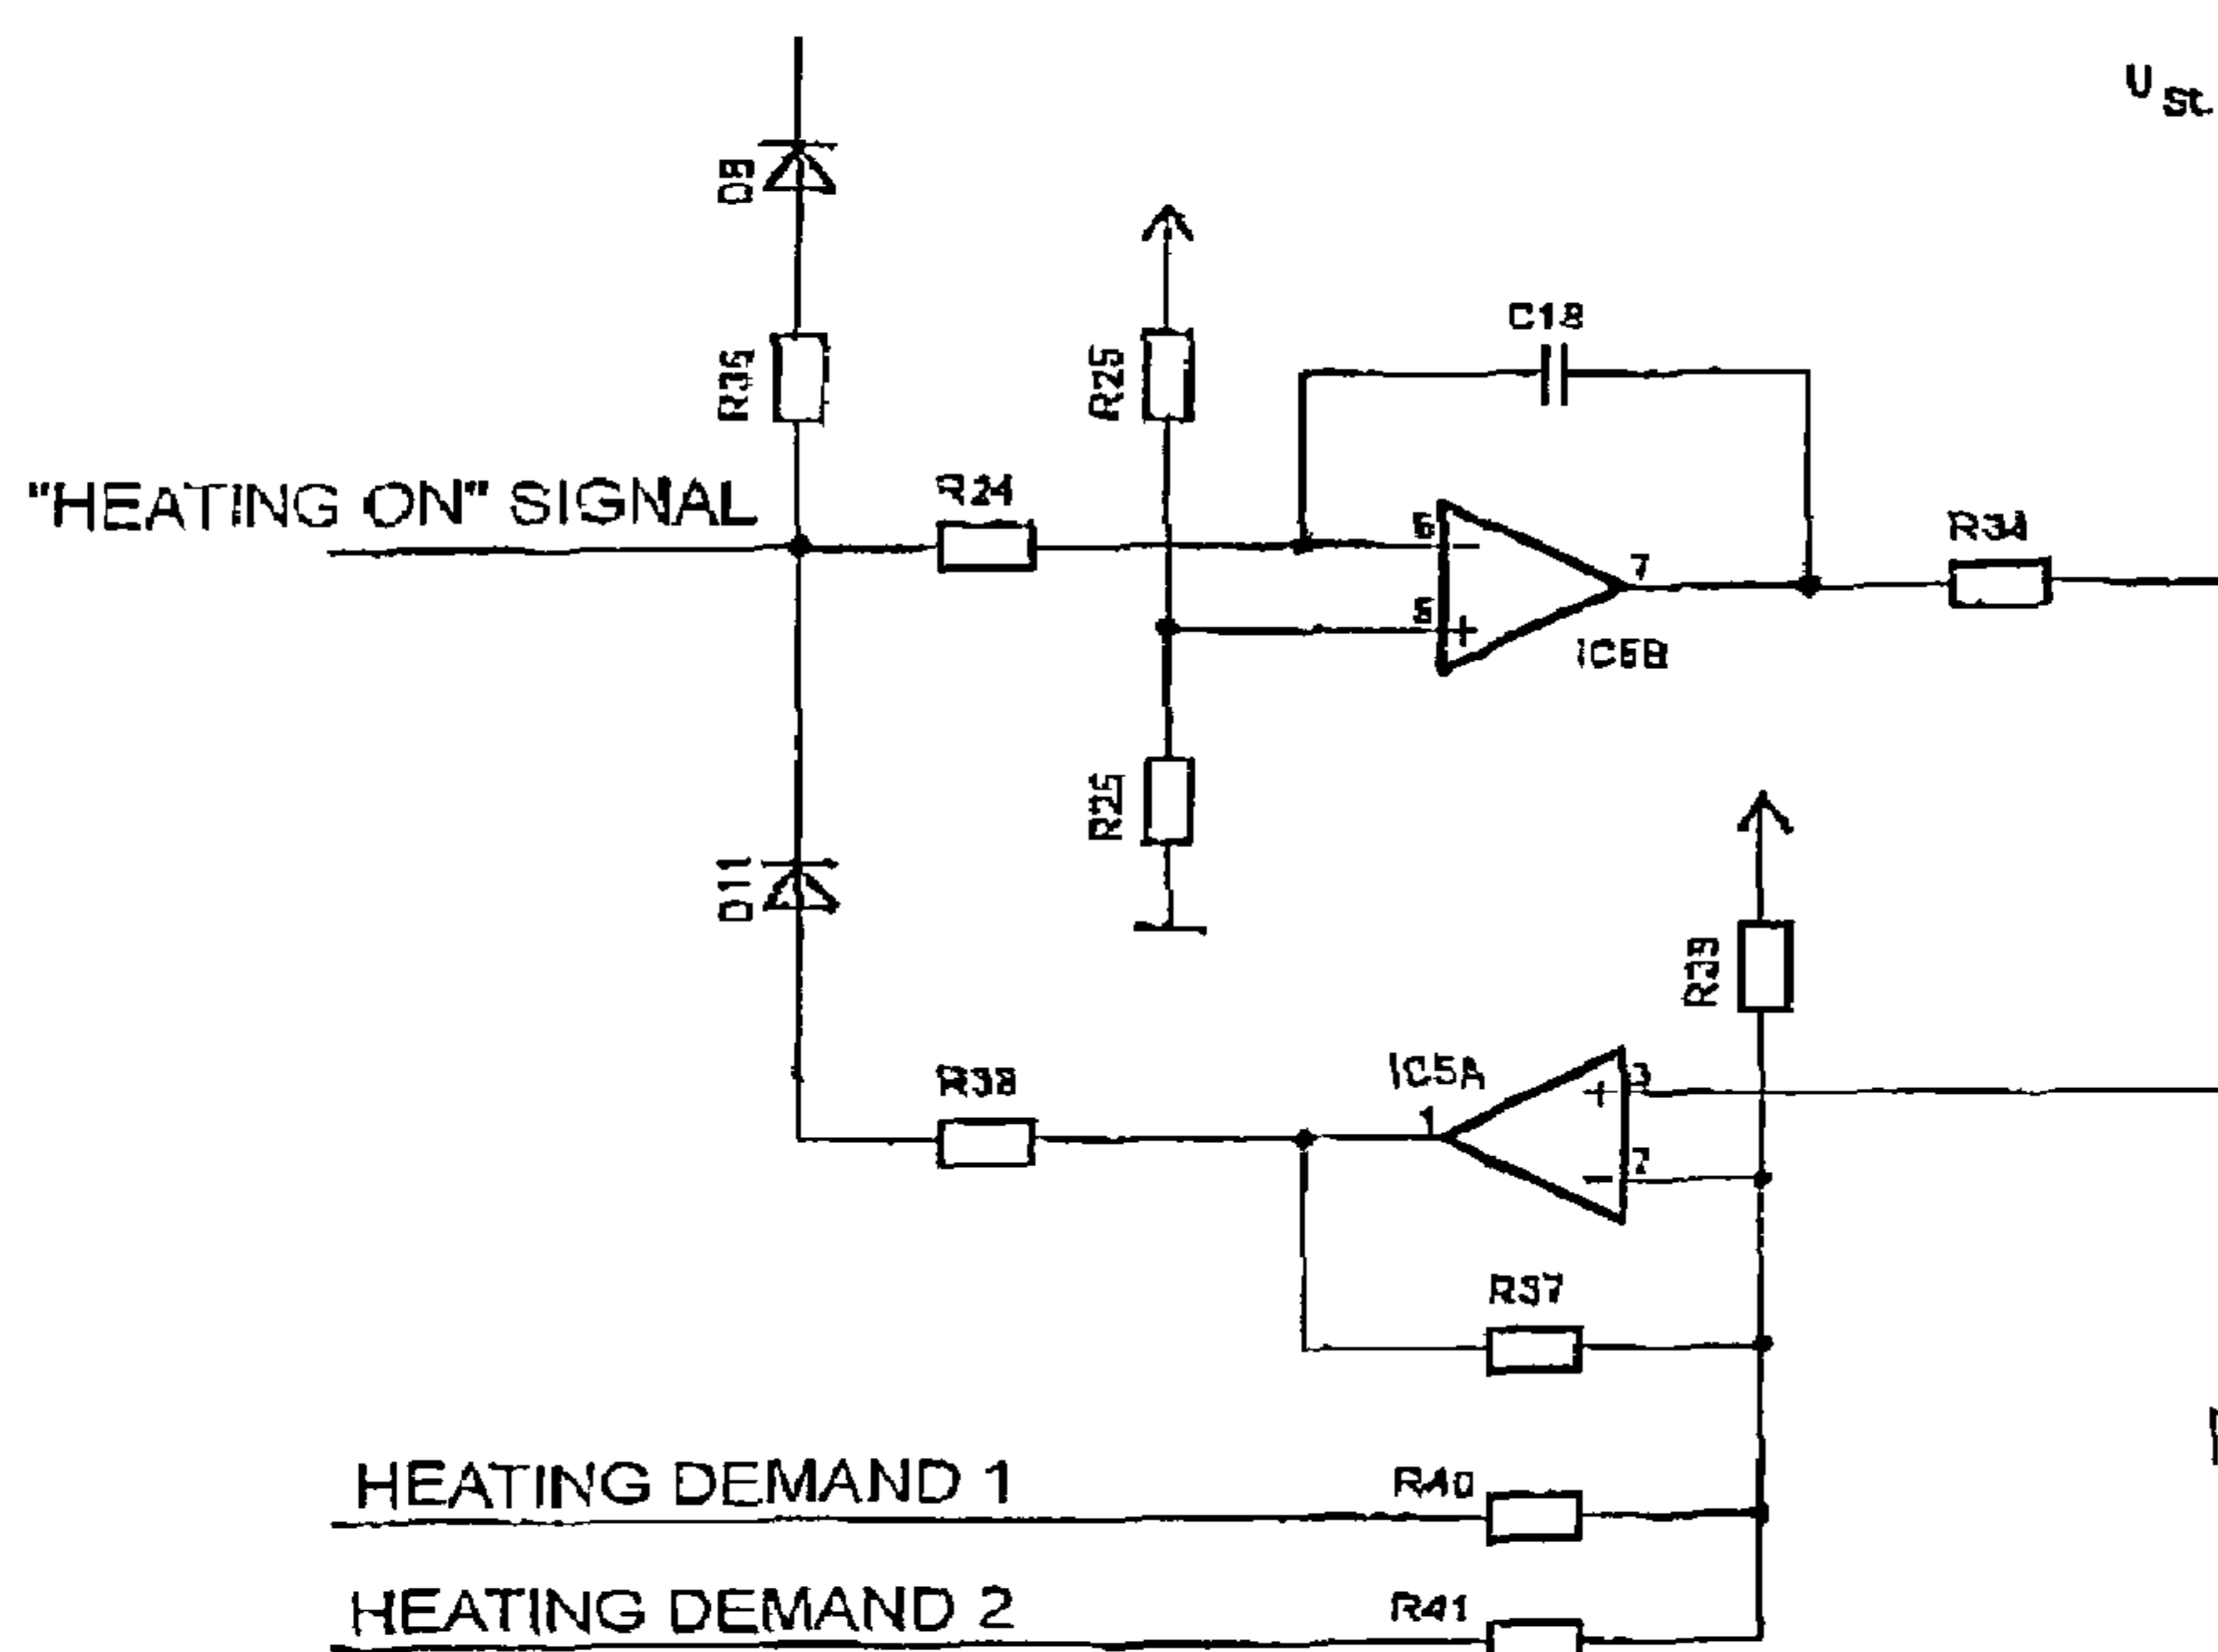 U St
D9
C18
R36
R25
"HEATING ON" SIGNAL
R24
6
7
R34
5
+
IC5B
R25
D11
R39
IC5A
R38
+
3
1
2
R37
HEATING DEMAND 1
R40
HEATING DEMAND 2
R41